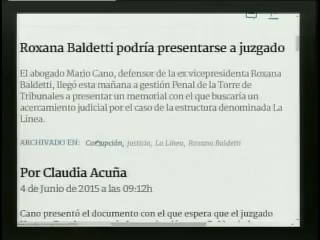 Roxana Baldetti podría presentarse a juzgado
El abogado Mario Cano, defensor de la ex vicepresidenta Roxana
Baldetti, llegó esta mañana a gestión Penal de la Torre de
Tribunales a presentar un memorial con el que buscaría un
acercamiento judicial por el caso de la estructura denominada La
Línea.
ARCHIVADO EN: Corrupción, justicia, La Línea, Roxana Baldetti
Por Claudia Acuña
4 de Junio de 2015 a las 09:12h
Cano presentó el documento con el que espera que el juzgado